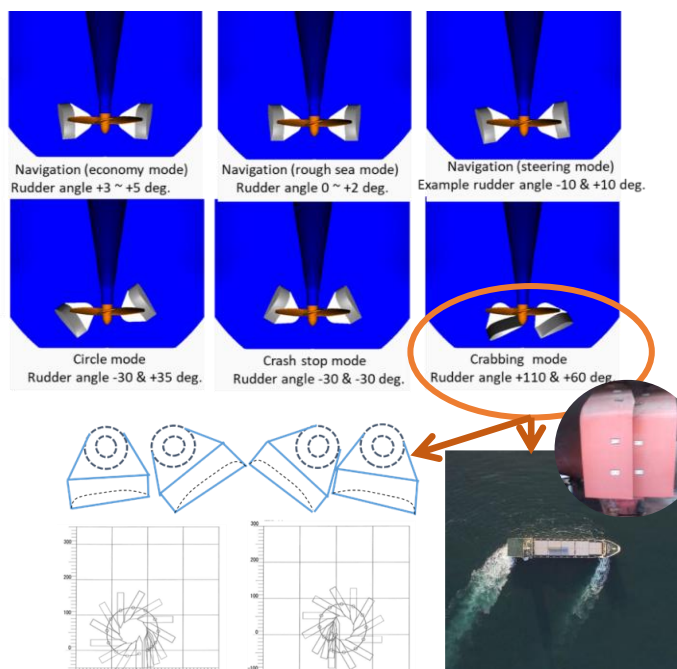 Navigation (economy mode)
Rudder angle +3 ~ +5 deg.
Navigation (rough sea mode)
Rudder angle 0 ~ +2 deg.
Navigation (steering mode)
Example rudder angle -10 & +10 deg.
Circle mode
Rudder angle -30 & +35 deg.
Crash stop mode
Rudder angle -30 & -30 deg.
Crabbing mode
Rudder angle +110 & +60 deg.
300
200
100
0
300
200
100
0
-100